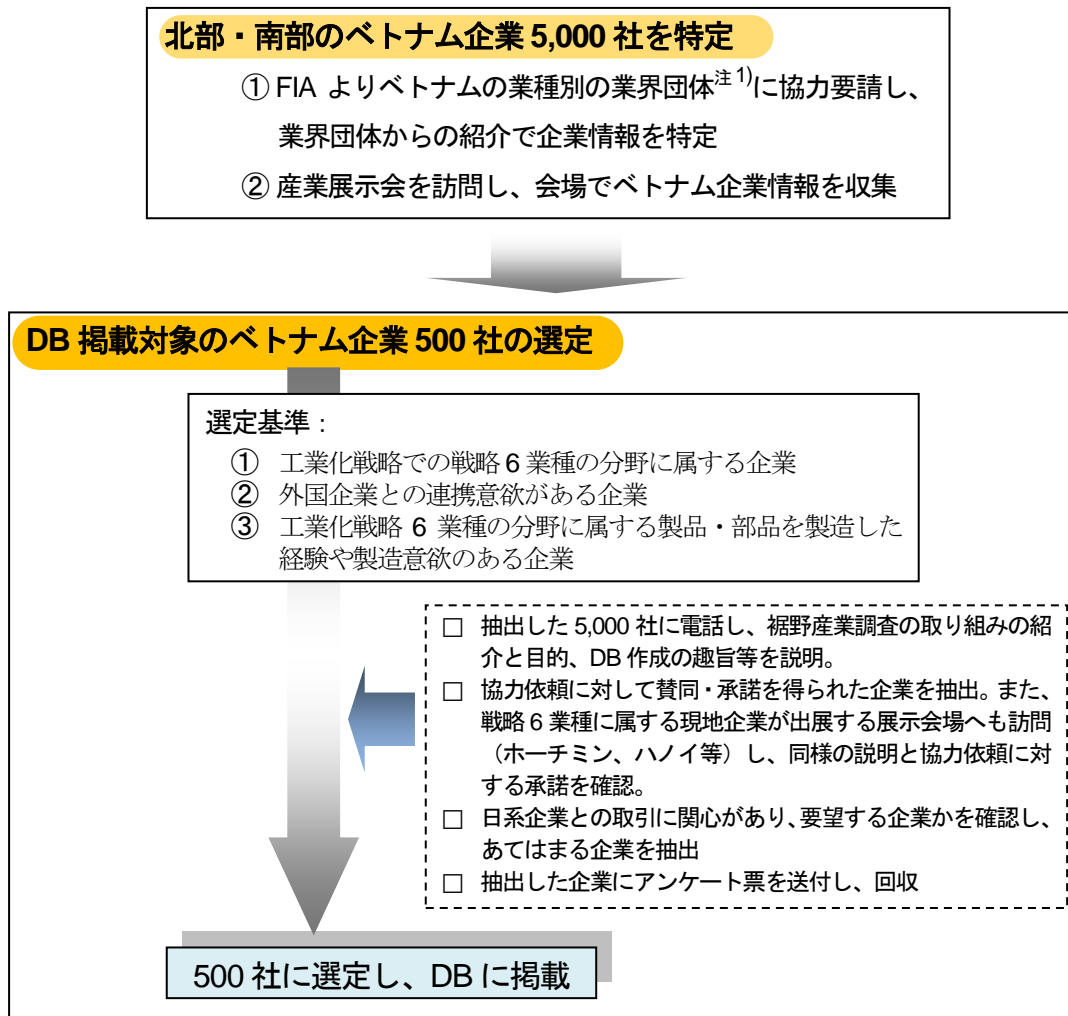 北部・南部のベトナム企業 5,000 社を特定
① FIA よりベトナムの業種別の業界団体注 1)に協力要請し、
業界団体からの紹介で企業情報を特定
② 産業展示会を訪問し、会場でベトナム企業情報を収集
DB 掲載対象のベトナム企業 500 社の選定
選定基準：
① 工業化戦略での戦略 6 業種の分野に属する企業
② 外国企業との連携意欲がある企業
③ 工業化戦略 6 業種の分野に属する製品・部品を製造した
経験や製造意欲のある企業
□ 抽出した 5,000 社に電話し、裾野産業調査の取り組みの紹
介と目的、DB 作成の趣旨等を説明。
□ 協力依頼に対して賛同・承諾を得られた企業を抽出。また、
戦略 6 業種に属する現地企業が出展する展示会場へも訪問
（ホーチミン、ハノイ等）し、同様の説明と協力依頼に対
する承諾を確認。
□ 日系企業との取引に関心があり、要望する企業かを確認し、
あてはまる企業を抽出
□ 抽出した企業にアンケート票を送付し、回収
500 社に選定し、DB に掲載